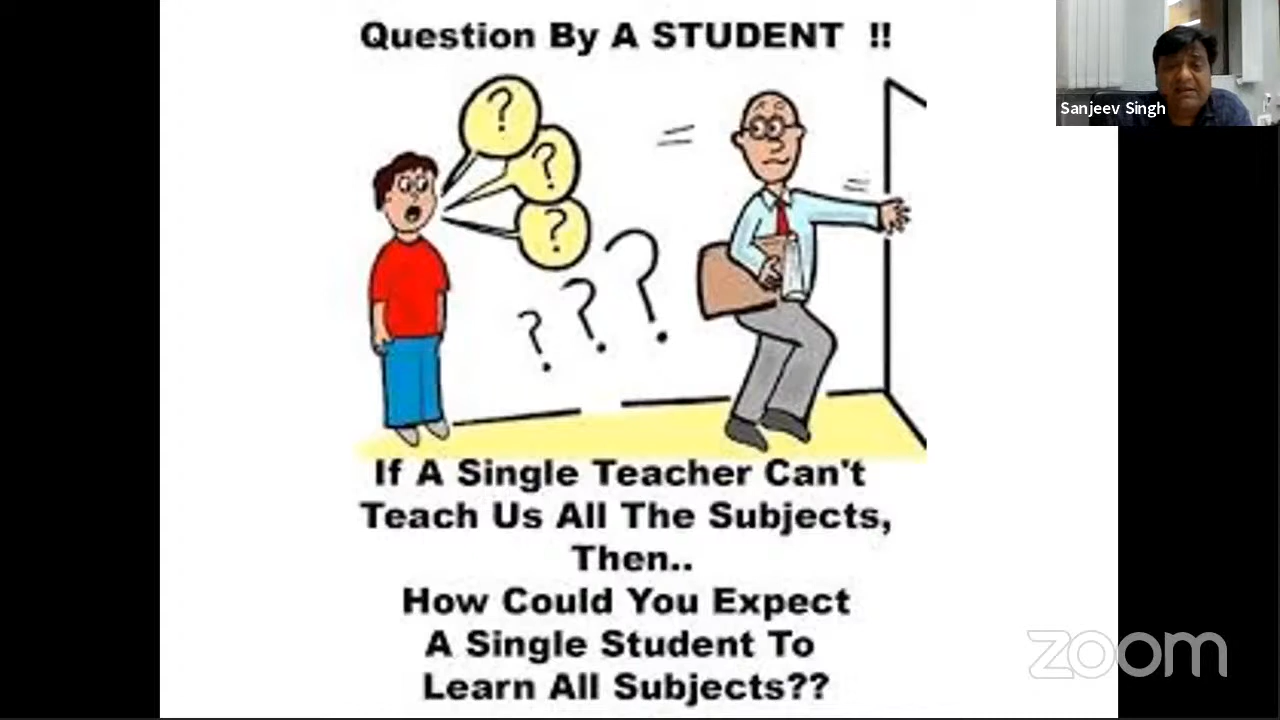 Question By A STUDENT !!
Sanjeev Singh
?
?
?
? ? ?
If A Single Teacher Can't
Teach Us All The Subjects,
Then..
How Could You Expect
A Single Student To
Learn All Subjects??
zoom